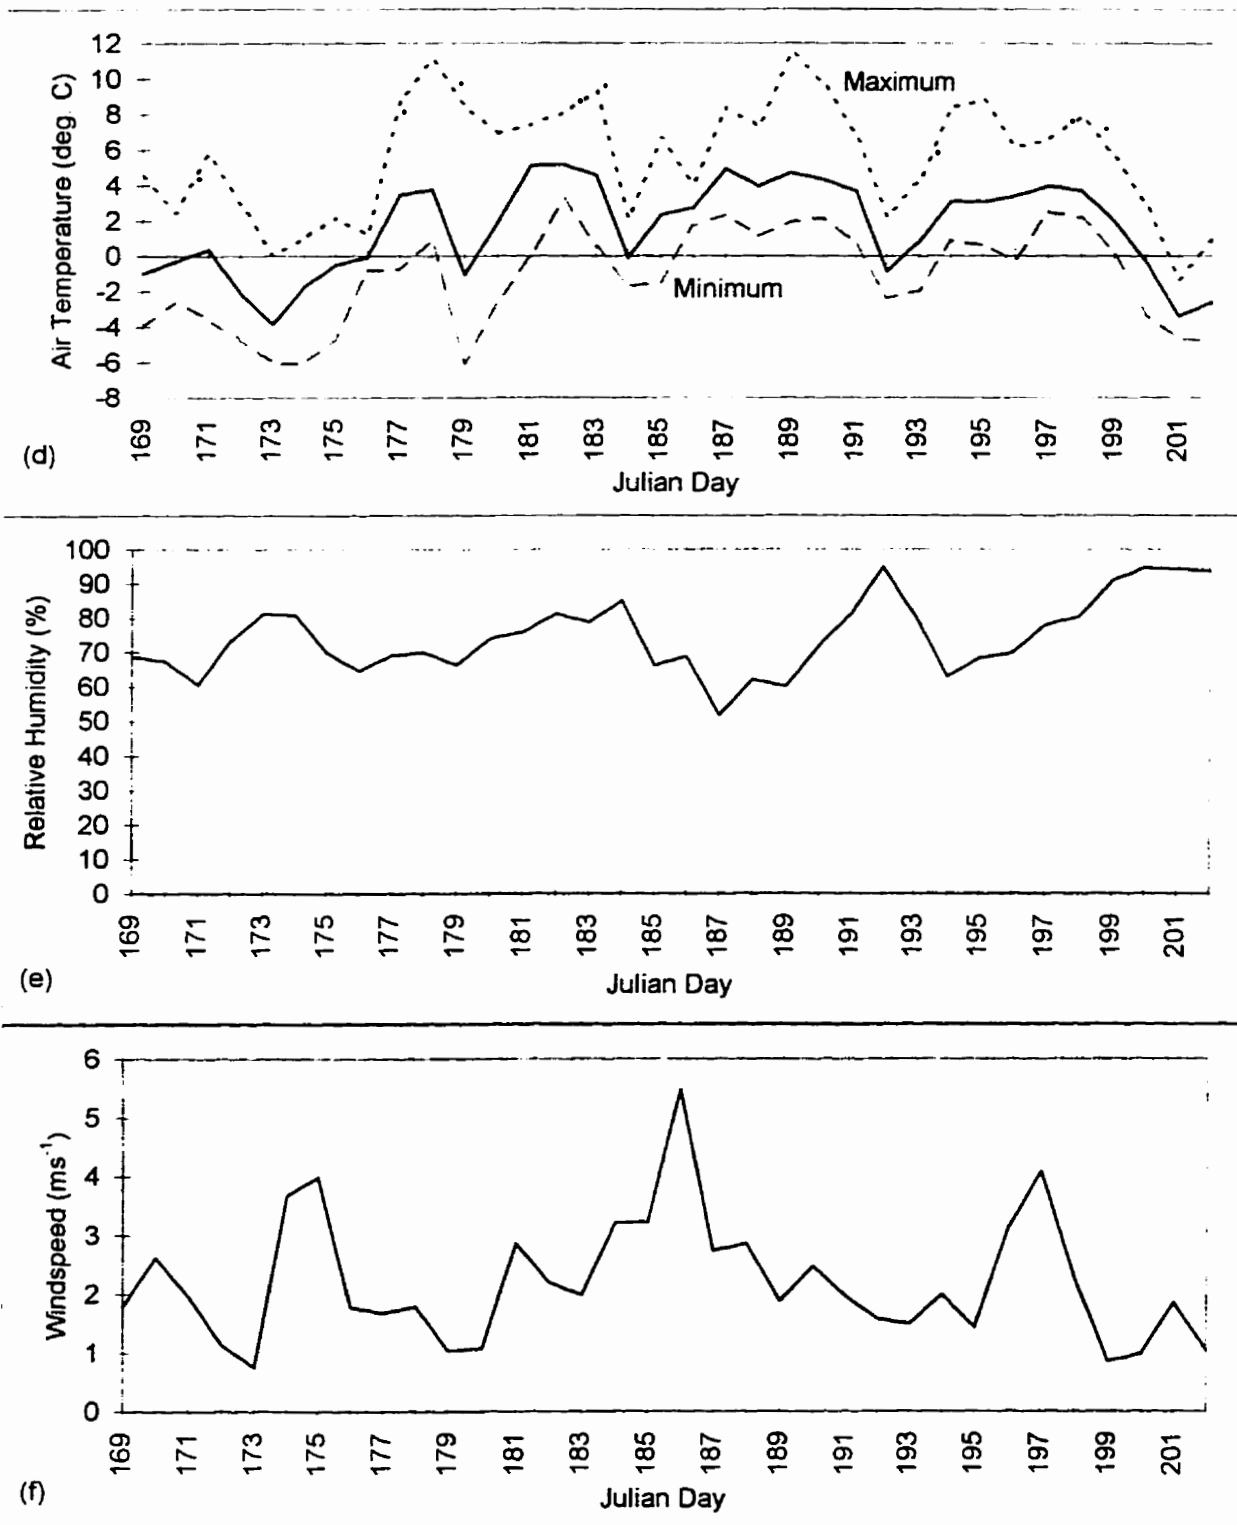 12
10
8
6
4
2
0
-2
-4
-6
-8
Air Temperature (deg. C)
Maximum
Minimum
169 171 173 175 177 179 181 183 185 187 189 191 193 195 197 199 201
(d)
Julian Day
100
90
80
70
60
50
40
30
20
10
0
Relative Humidity (%)
169 171 173 175 177 179 181 183 185 187 189 191 193 195 197 199 201
(e)
Julian Day
6
5
4
3
2
1
0
Windspeed (ms⁻¹)
169 171 173 175 177 179 181 183 185 187 189 191 193 195 197 199 201
(f)
Julian Day